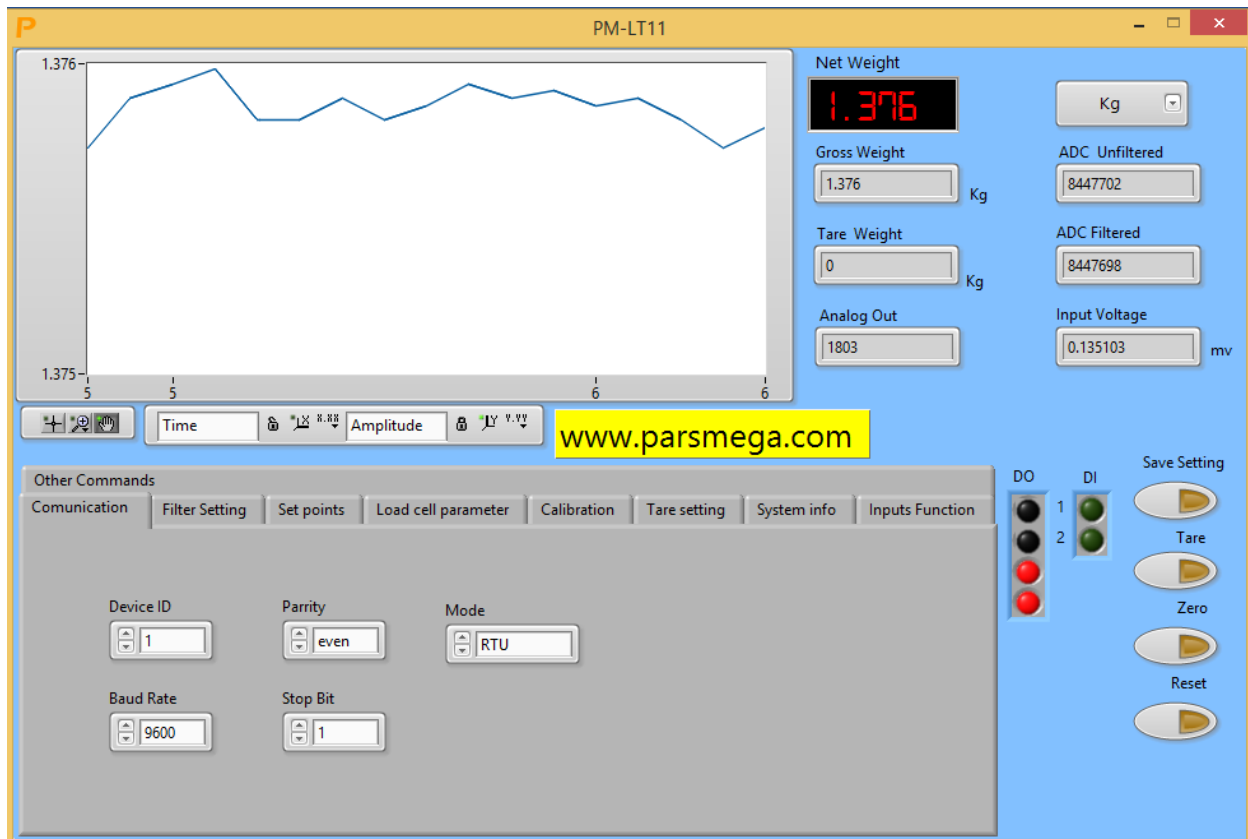 P
PM-LT11
1.376
1.375
5 5 6 6
Time X.XX Amplitude Y.YY
www.parsmega.com
Net Weight
1.376
Kg
Gross Weight
1.376 Kg
ADC Unfiltered
8447702
Tare Weight
0 Kg
ADC Filtered
8447698
Analog Out
1803
Input Voltage
0.135103 mv
Other Commands
Comunication Filter Setting Set points Load cell parameter Calibration Tare setting System info Inputs Function
Device ID
1
Parrity
even
Mode
RTU
Baud Rate
9600
Stop Bit
1
DO DI
1
2
Save Setting
Tare
Zero
Reset